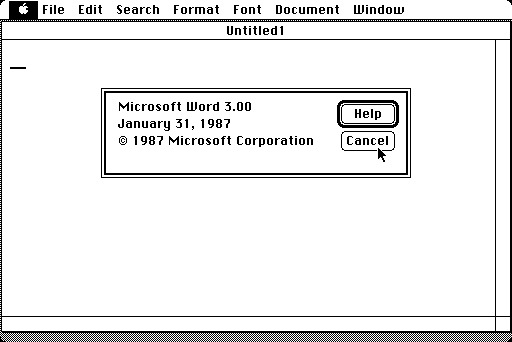 File Edit Search Format Font Document Window
Untitled1
Microsoft Word 3.00
January 31, 1987
© 1987 Microsoft Corporation
Help
Cancel